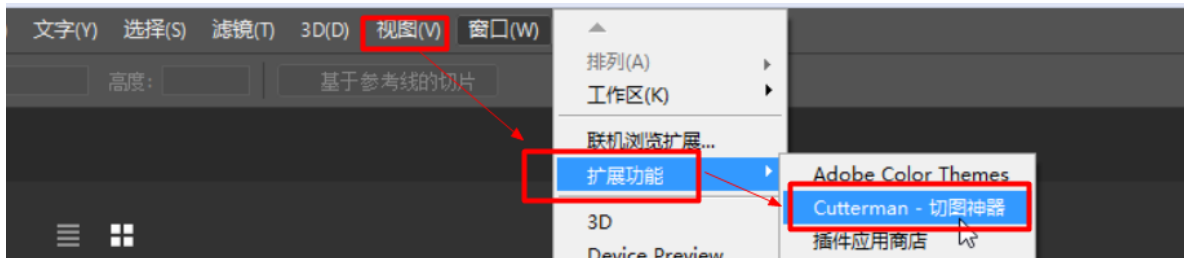 文字(Y) 选择(S) 滤镜(T) 3D(D) 视图(V) 窗口(W)
高度: 基于参考线的切片
排列(A)
工作区(K)
联机浏览扩展...
扩展功能
3D
Device Preview
Adobe Color Themes
Cutterman - 切图神器
插件应用商店